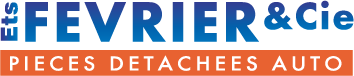 Ets FEVRIER & Cie
PIECES DETACHEES AUTO